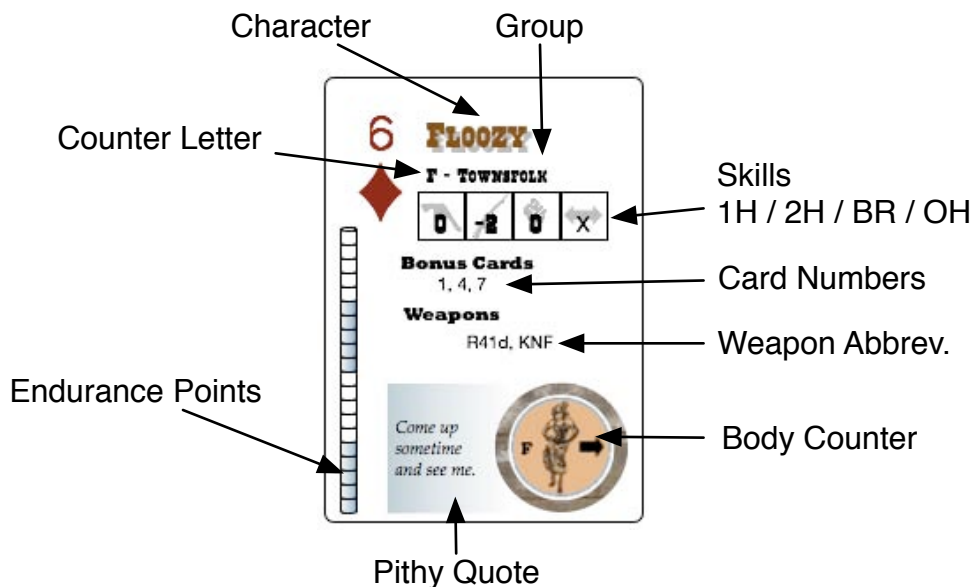 Character
Group
6
FLOOZY
Counter Letter
F - TOWNSFOLK
Skills
1H / 2H / BR / OH
0 -2 0 X
Bonus Cards
1, 4, 7
Card Numbers
Weapons
R41d, KNF
Weapon Abbrev.
Endurance Points
Come up
sometime
and see me.
F
Body Counter
Pithy Quote